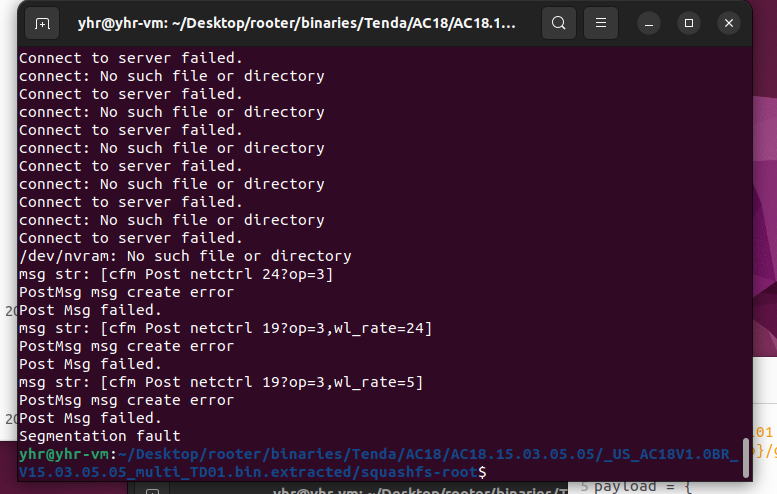 yhr@yhr-vm: ~/Desktop/rooter/binaries/Tenda/AC18/AC18.1...
Connect to server failed.
connect: No such file or directory
Connect to server failed.
connect: No such file or directory
Connect to server failed.
connect: No such file or directory
Connect to server failed.
connect: No such file or directory
Connect to server failed.
connect: No such file or directory
Connect to server failed.
/dev/nvram: No such file or directory
msg str: [cfm Post netctrl 24?op=3]
PostMsg msg create error
Post Msg failed.
msg str: [cfm Post netctrl 19?op=3,wl_rate=24]
PostMsg msg create error
Post Msg failed.
msg str: [cfm Post netctrl 19?op=3,wl_rate=5]
PostMsg msg create error
Post Msg failed.
Segmentation fault
yhr@yhr-vm:~/Desktop/rooter/binaries/Tenda/AC18/AC18.15.03.05.05/_US_AC18V1.0BR_
V15.03.05.05_multi_TD01.bin.extracted/squashfs-root$
20
20
01
}/g
yhr@yhr-vm: ~/Desktop/rooter/binaries/T
5 payload = {